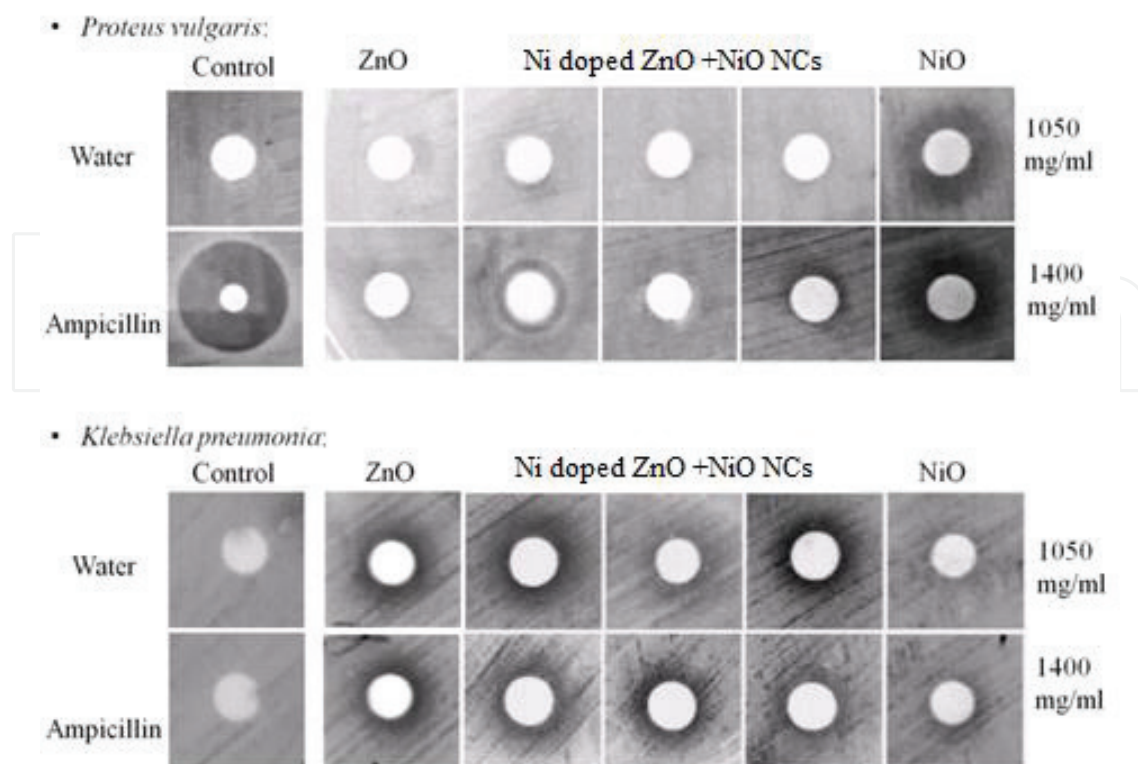 • Proteus vulgaris:
Control ZnO Ni doped ZnO +NiO NCs NiO
Water 1050
mg/ml
Ampicillin 1400
mg/ml
• Klebsiella pneumonia:
Control ZnO Ni doped ZnO +NiO NCs NiO
Water 1050
mg/ml
Ampicillin 1400
mg/ml